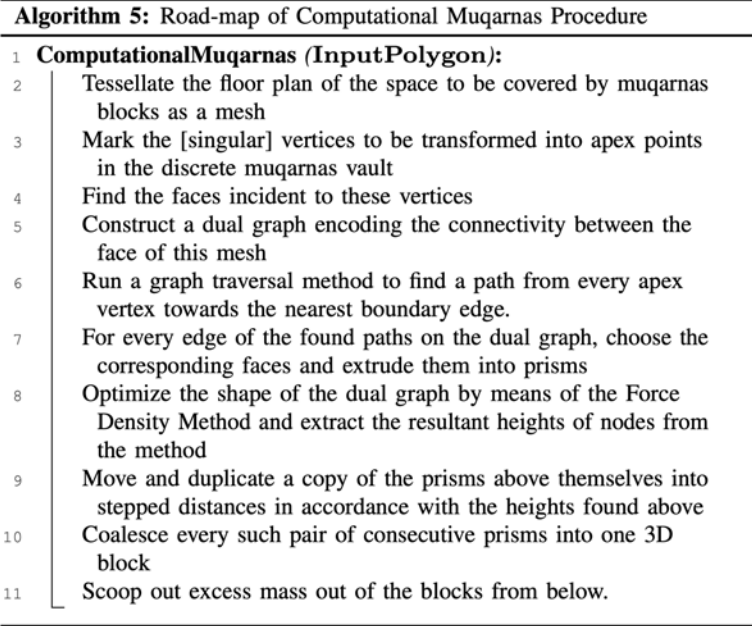 Algorithm 5: Road-map of Computational Muqarnas Procedure
1 ComputationalMuqarnas (InputPolygon):
2 Tessellate the floor plan of the space to be covered by muqarnas
blocks as a mesh
3 Mark the [singular] vertices to be transformed into apex points
in the discrete muqarnas vault
4 Find the faces incident to these vertices
5 Construct a dual graph encoding the connectivity between the
face of this mesh
6 Run a graph traversal method to find a path from every apex
vertex towards the nearest boundary edge.
7 For every edge of the found paths on the dual graph, choose the
corresponding faces and extrude them into prisms
8 Optimize the shape of the dual graph by means of the Force
Density Method and extract the resultant heights of nodes from
the method
9 Move and duplicate a copy of the prisms above themselves into
stepped distances in accordance with the heights found above
10 Coalesce every such pair of consecutive prisms into one 3D
block
11 Scoop out excess mass out of the blocks from below.